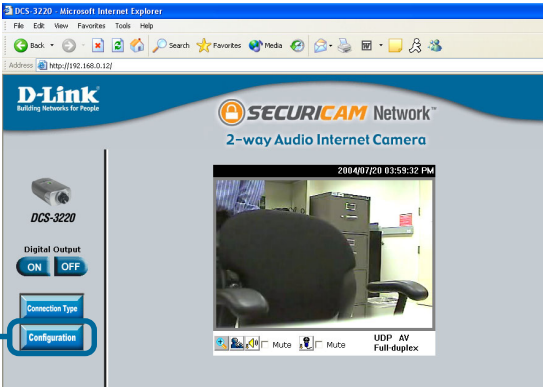 DCS-3220 - Microsoft Internet Explorer
File Edit View Favorites Tools Help
Back Search Favorites Media
Address http://192.168.0.12/
D-Link
Building Networks for People
SECURICAM Network™
2-way Audio Internet Camera
2004/07/20 03:59:32 PM
DCS-3220
Digital Output
ON OFF
Connection Type
Configuration
Mute Mute
UDP AV
Full-duplex